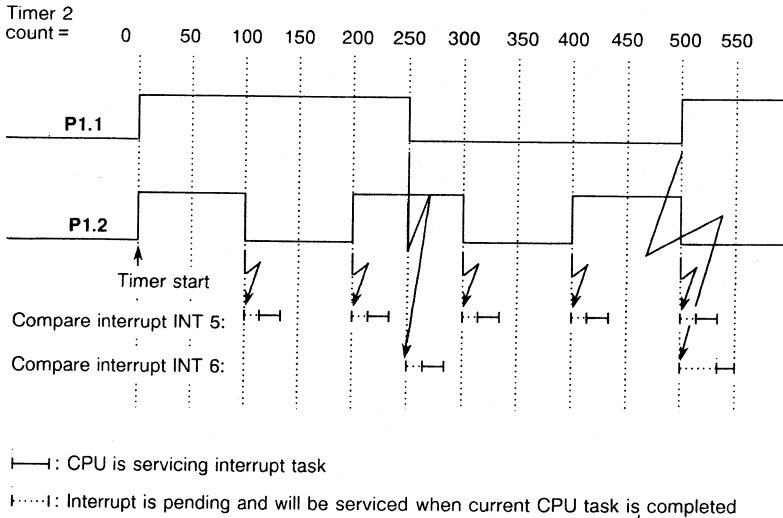 Timer 2
count = 0 50 100 150 200 250 300 350 400 450 500 550
P1.1
P1.2
Timer start
Compare interrupt INT 5:
Compare interrupt INT 6:
: CPU is servicing interrupt task
: Interrupt is pending and will be serviced when current CPU task is completed